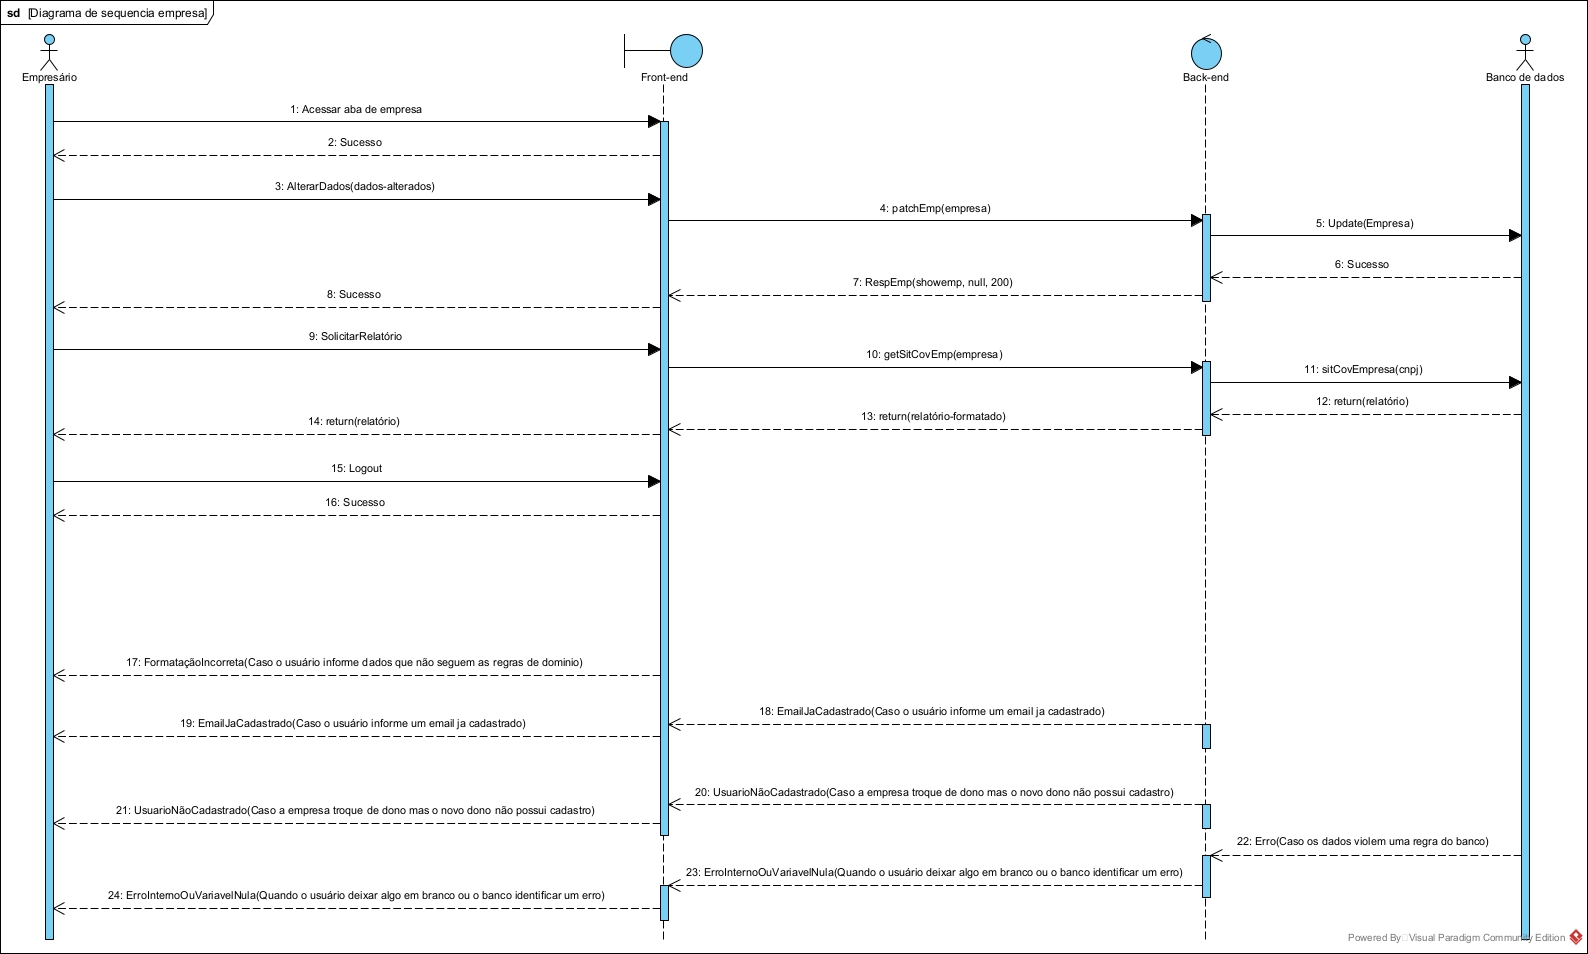 sd [Diagrama de sequencia empresa]
Empresário
Front-end
Back-end
Banco de dados
1: Acessar aba de empresa
2: Sucesso
3: AlterarDados(dados-alterados)
4: patchEmp(empresa)
5: Update(Empresa)
6: Sucesso
7: RespEmp(showemp, null, 200)
8: Sucesso
9: SolicitarRelatório
10: getSitCovEmp(empresa)
11: sitCovEmpresa(cnpj)
12: return(relatório)
13: return(relatório-formatado)
14: return(relatório)
15: Logout
16: Sucesso
17: FormataçãoIncorreta(Caso o usuário informe dados que não seguem as regras de dominio)
18: EmailJaCadastrado(Caso o usuário informe um email ja cadastrado)
19: EmailJaCadastrado(Caso o usuário informe um email ja cadastrado)
20: UsuarioNãoCadastrado(Caso a empresa troque de dono mas o novo dono não possui cadastro)
21: UsuarioNãoCadastrado(Caso a empresa troque de dono mas o novo dono não possui cadastro)
22: Erro(Caso os dados violem uma regra do banco)
23: ErroInternoOuVariavelNula(Quando o usuário deixar algo em branco ou o banco identificar um erro)
24: ErroInternoOuVariavelNula(Quando o usuário deixar algo em branco ou o banco identificar um erro)
Powered By Visual Paradigm Community Edition